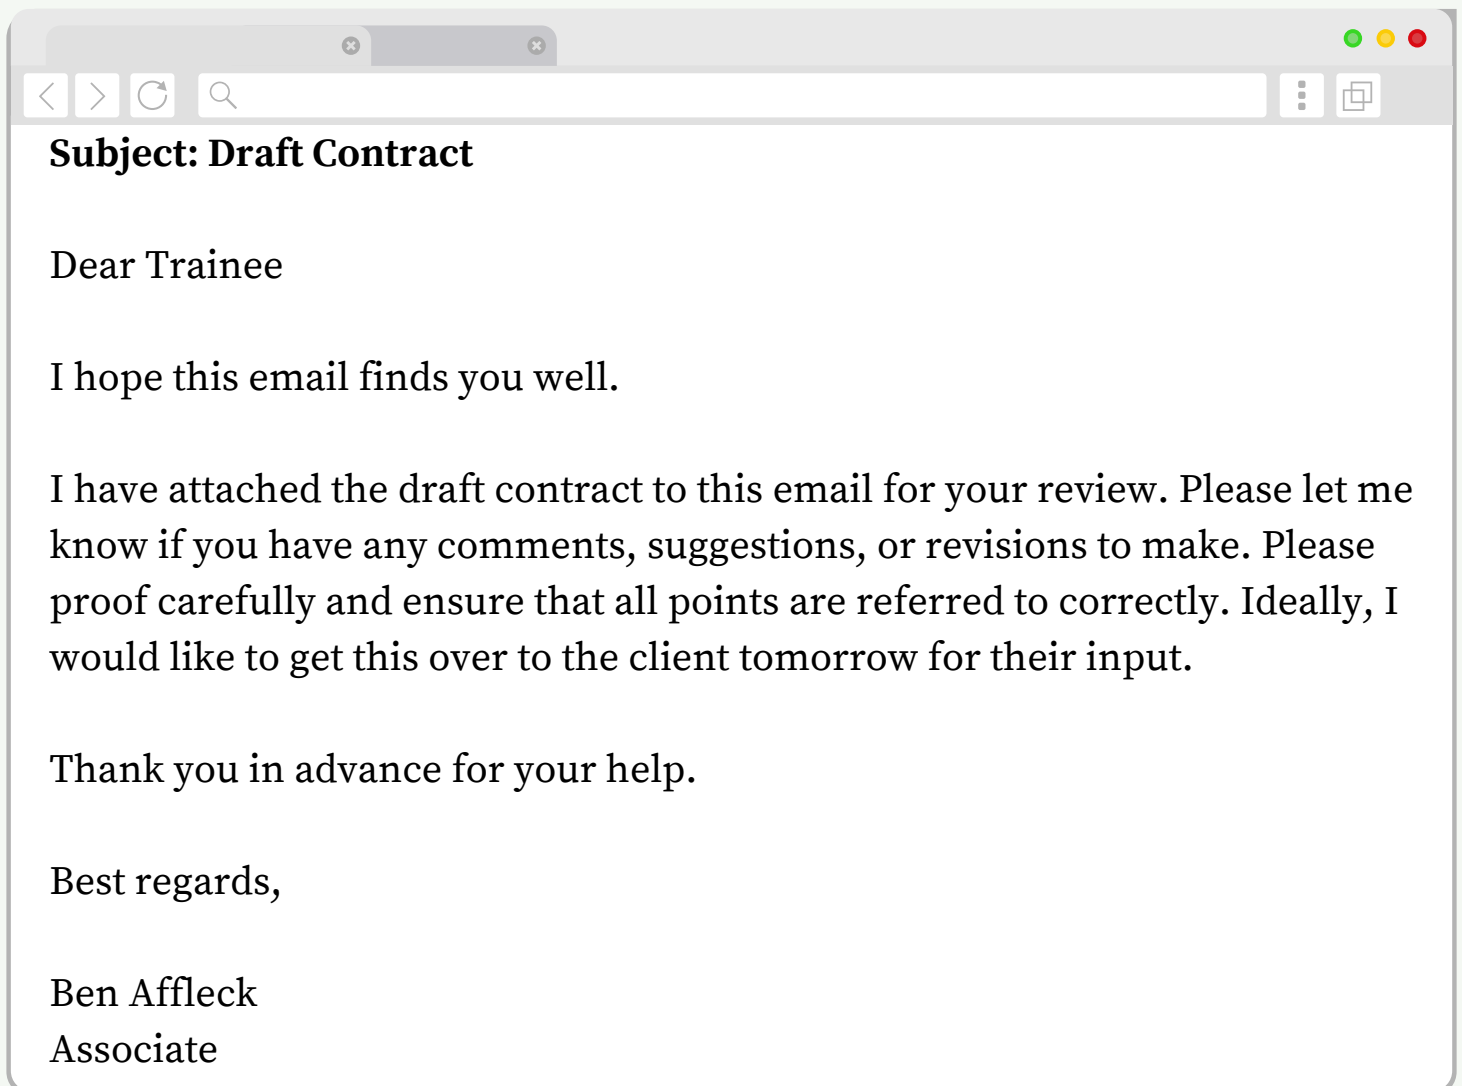 Subject: Draft Contract
Dear Trainee
I hope this email finds you well.
I have attached the draft contract to this email for your review. Please let me
know if you have any comments, suggestions, or revisions to make. Please
proof carefully and ensure that all points are referred to correctly. Ideally, I
would like to get this over to the client tomorrow for their input.
Thank you in advance for your help.
Best regards,
Ben Affleck
Associate